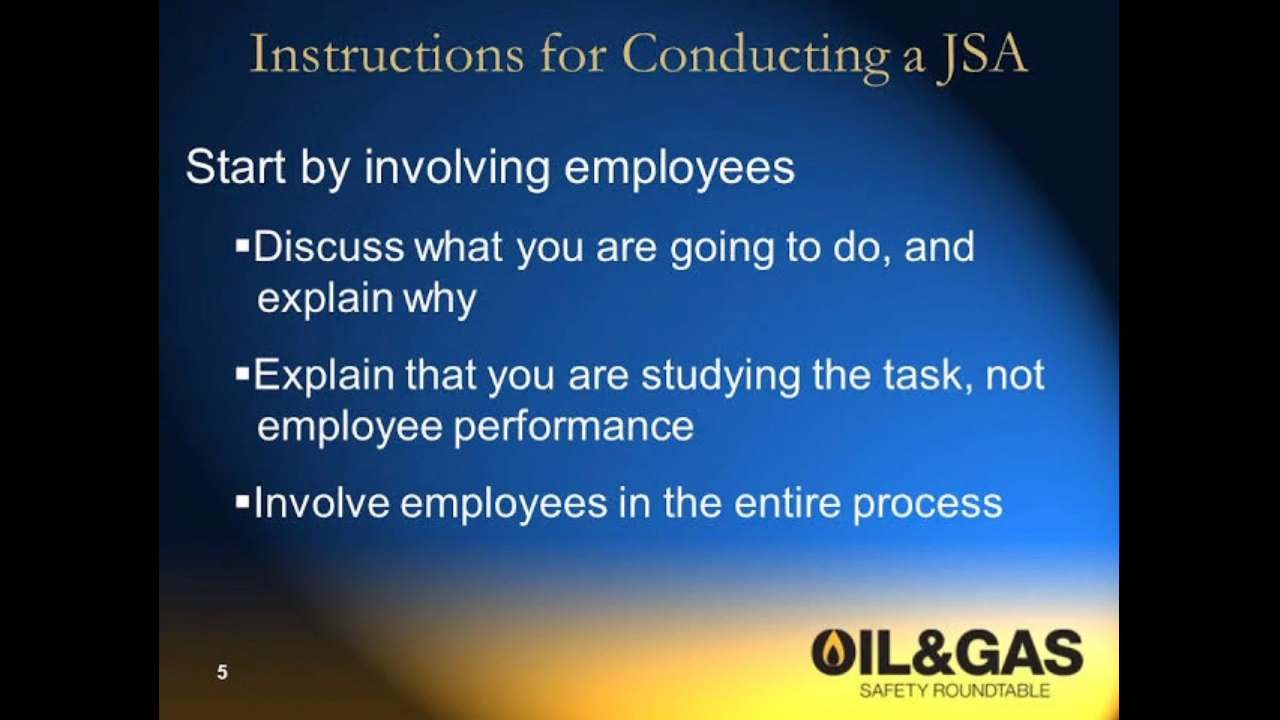 Instructions for Conducting a JSA
Start by involving employees
▪Discuss what you are going to do, and
explain why
▪Explain that you are studying the task, not
employee performance
▪Involve employees in the entire process
5
OIL&GAS
SAFETY ROUNDTABLE